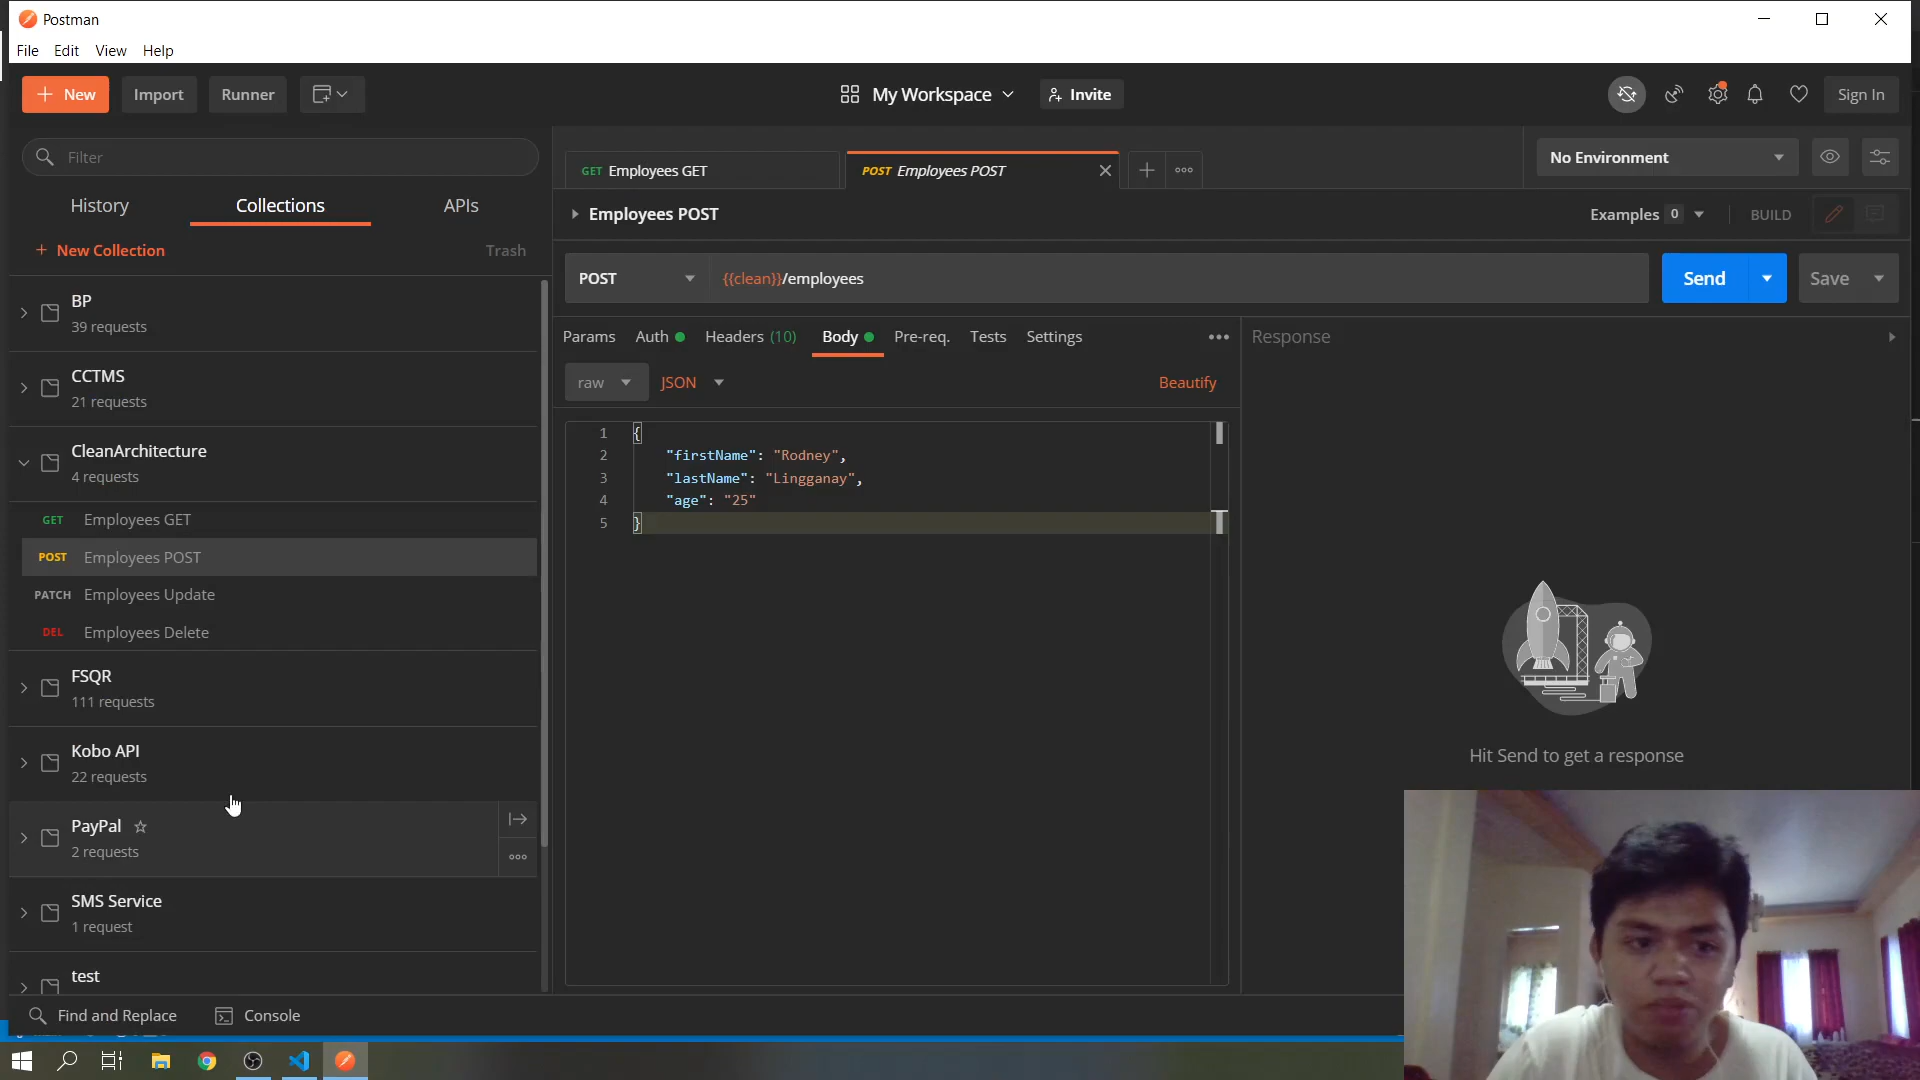 Postman
File Edit View Help
New Import Runner
My Workspace Invite
Sign In
Filter
History Collections APIs
+ New Collection Trash
BP
39 requests
CCTMS
21 requests
CleanArchitecture
4 requests
GET Employees GET
POST Employees POST
PATCH Employees Update
DEL Employees Delete
FSQR
111 requests
Kobo API
22 requests
PayPal
2 requests
SMS Service
1 request
test
GET Employees GET
POST Employees POST
No Environment
Employees POST
Examples 0
BUILD
POST {{clean}}/employees
Send Save
Params Auth Headers (10) Body Pre-req. Tests Settings
raw JSON Beautify
1 {
2 "firstName": "Rodney",
3 "lastName": "Lingganay",
4 "age": "25"
5 }
Response
Hit Send to get a response
Find and Replace Console